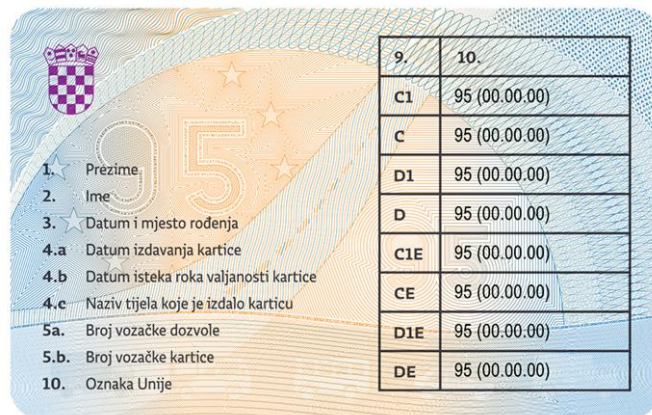 95
1. Prezime
2. Ime
3. Datum i mjesto rođenja
4.a Datum izdavanja kartice
4.b Datum isteka roka valjanosti kartice
4.c Naziv tijela koje je izdalo karticu
5a. Broj vozačke dozvole
5.b. Broj vozačke kartice
10. Oznaka Unije
9. 10.
C1 95 (00.00.00)
C 95 (00.00.00)
D1 95 (00.00.00)
D 95 (00.00.00)
C1E 95 (00.00.00)
CE 95 (00.00.00)
D1E 95 (00.00.00)
DE 95 (00.00.00)